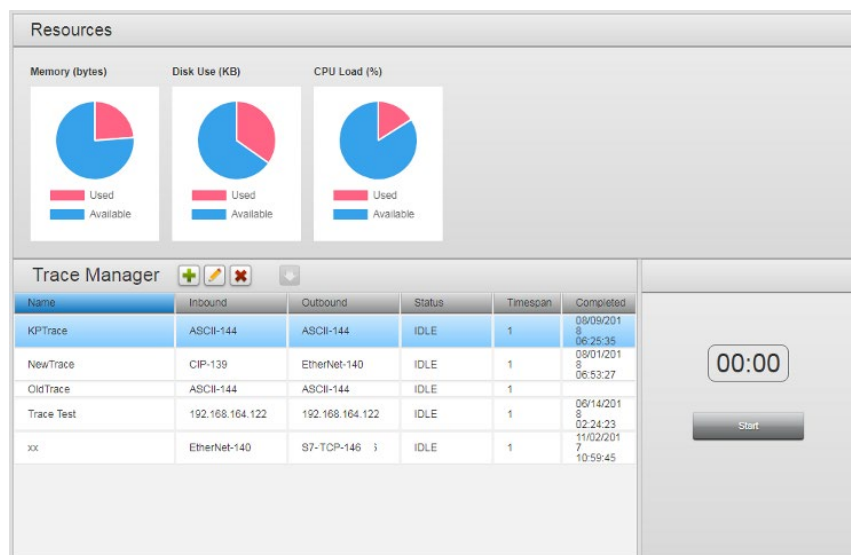 Resources
Memory (bytes) Disk Use (KB) CPU Load (%)
Used Used Used
Available Available Available
Trace Manager
Name Inbound Outbound Status Timespan Completed
KPTrace ASCII-144 ASCII-144 IDLE 1 08/09/201
8
06:25:35
NewTrace CIP-139 EtherNet-140 IDLE 1 08/01/201
8
06:53:27
OldTrace ASCII-144 ASCII-144 IDLE 1
Trace Test 192.168.164.122 192.168.164.122 IDLE 1 06/14/201
8
02:24:23
xx EtherNet-140 S7-TCP-146 IDLE 1 11/02/201
7
10:59:45
00:00
Start